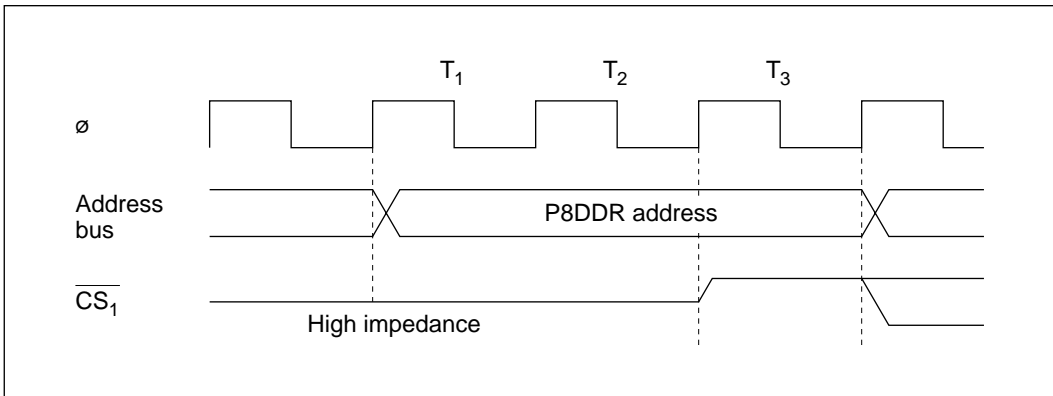 T1 T2 T3
ø
Address
bus
P8DDR address
CS1
High impedance